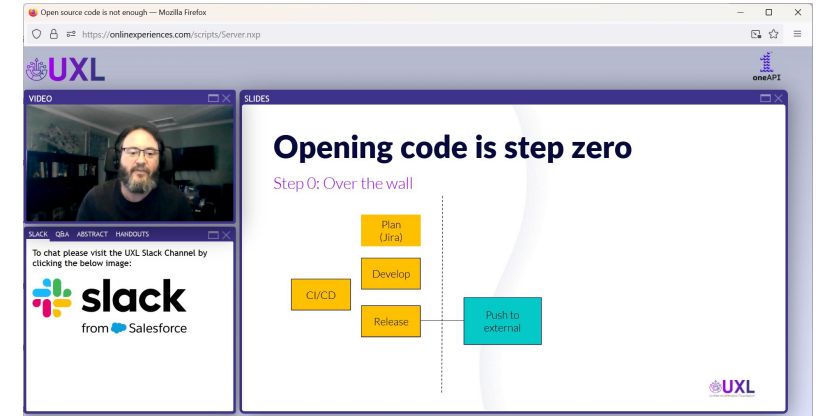 Open source code is not enough — Mozilla Firefox
https://onlinexperiences.com/scripts/Server.nxp
UXL
oneAPI
VIDEO
SLIDES
Opening code is step zero
Step 0: Over the wall
Plan
(Jira)
Develop
CI/CD
Release
Push to
external
UXL
SLACK Q&A ABSTRACT HANDOUTS
To chat please visit the UXL Slack Channel by
clicking the below image:
slack
from Salesforce